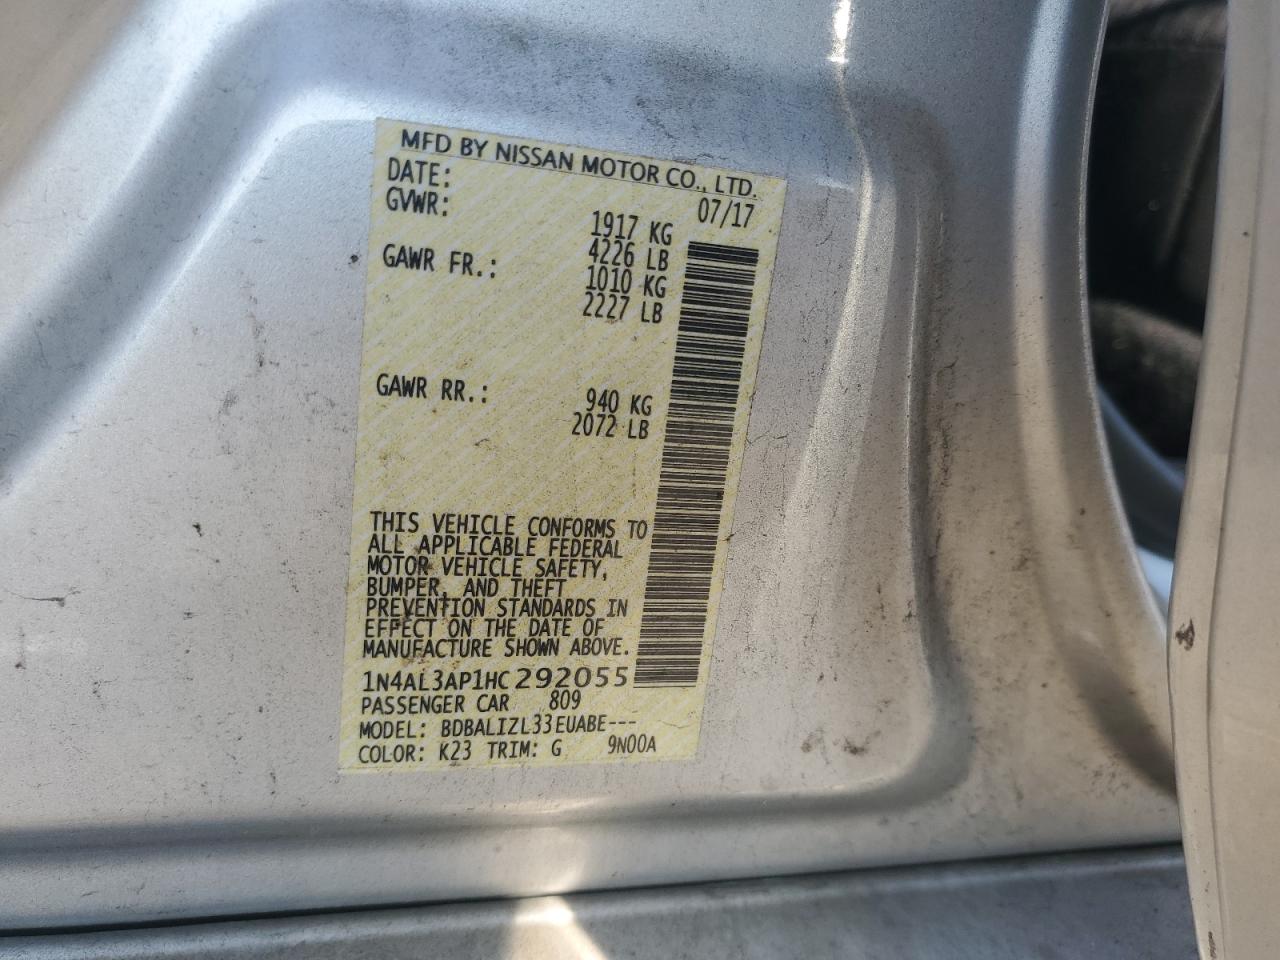 MFD BY NISSAN MOTOR CO., LTD.
DATE: 07/17
GVWR: 1917 KG
4226 LB
GAWR FR.: 1010 KG
2227 LB
GAWR RR.: 940 KG
2072 LB
THIS VEHICLE CONFORMS TO
ALL APPLICABLE FEDERAL
MOTOR VEHICLE SAFETY,
BUMPER, AND THEFT
PREVENTION STANDARDS IN
EFFECT ON THE DATE OF
MANUFACTURE SHOWN ABOVE.
1N4AL3AP1HC292055
PASSENGER CAR 809
MODEL: BDBALIZL33EUABE---
COLOR: K23 TRIM: G 9N00A